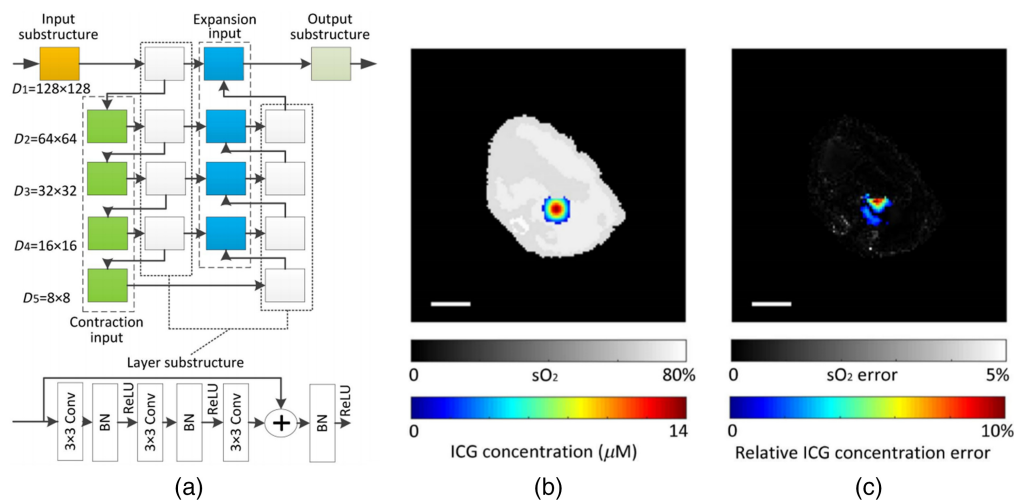 Input
substructure
Expansion
input
Output
substructure
D1=128×128
D2=64×64
D3=32×32
D4=16×16
D5=8×8
Contraction
input
Layer substructure
3×3 Conv
BN
ReLU
3×3 Conv
BN
ReLU
3×3 Conv
+
BN
ReLU
(a)
0 sO2 80%
0 14
ICG concentration (μM)
(b)
0 sO2 error 5%
0 10%
Relative ICG concentration error
(c)